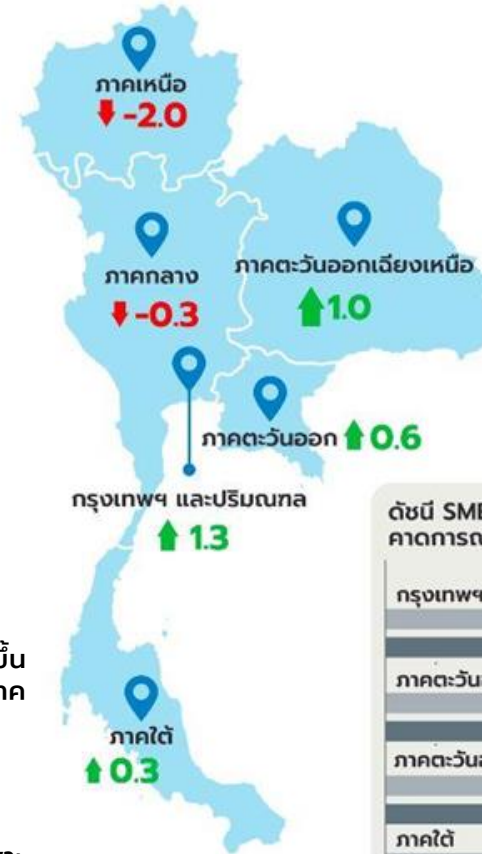 ภาคเหนือ
-2.0
ภาคกลาง
-0.3
ภาคตะวันออกเฉียงเหนือ
1.0
ภาคตะวันออก 0.6
กรุงเทพฯ และปริมณฑล
1.3
ภาคใต้
0.3
ดัชนี SME
กรุงเทพฯ
ภาคใต้